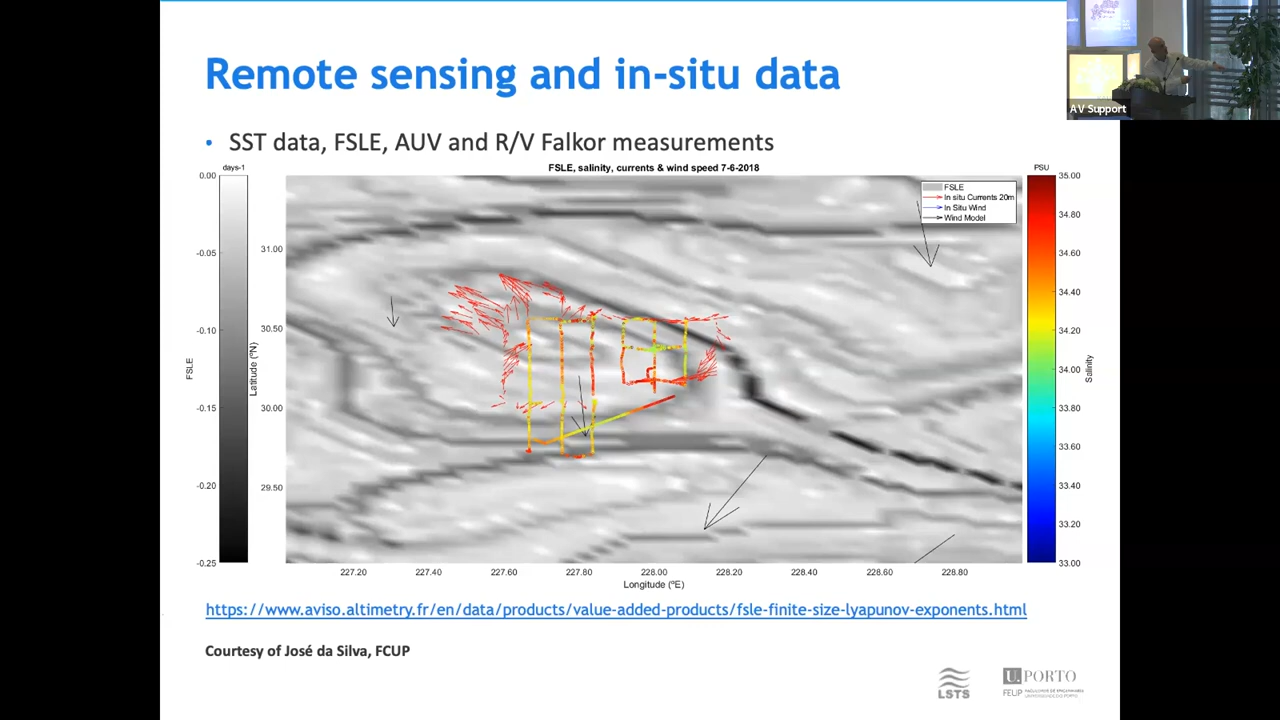 Remote sensing and in-situ data
• SST data, FSLE, AUV and R/V Falkor measurements
AV Support
days-1
FSLE, salinity, currents & wind speed 7-6-2018
PSU
0.00
-0.05
-0.10
-0.15
-0.20
-0.25
FSLE
31.00
30.50
30.00
29.50
Latitude (ºN)
FSLE
In situ Currents 20m
In Situ Wind
Wind Model
35.00
34.80
34.60
34.40
34.20
34.00
33.80
33.60
33.40
33.20
33.00
Salinity
227.20 227.40 227.60 227.80 228.00 228.20 228.40 228.60 228.80
Longitude (ºE)
https://www.aviso.altimetry.fr/en/data/products/value-added-products/fsle-finite-size-lyapunov-exponents.html
Courtesy of José da Silva, FCUP
LSTS
U.PORTO
FEUP